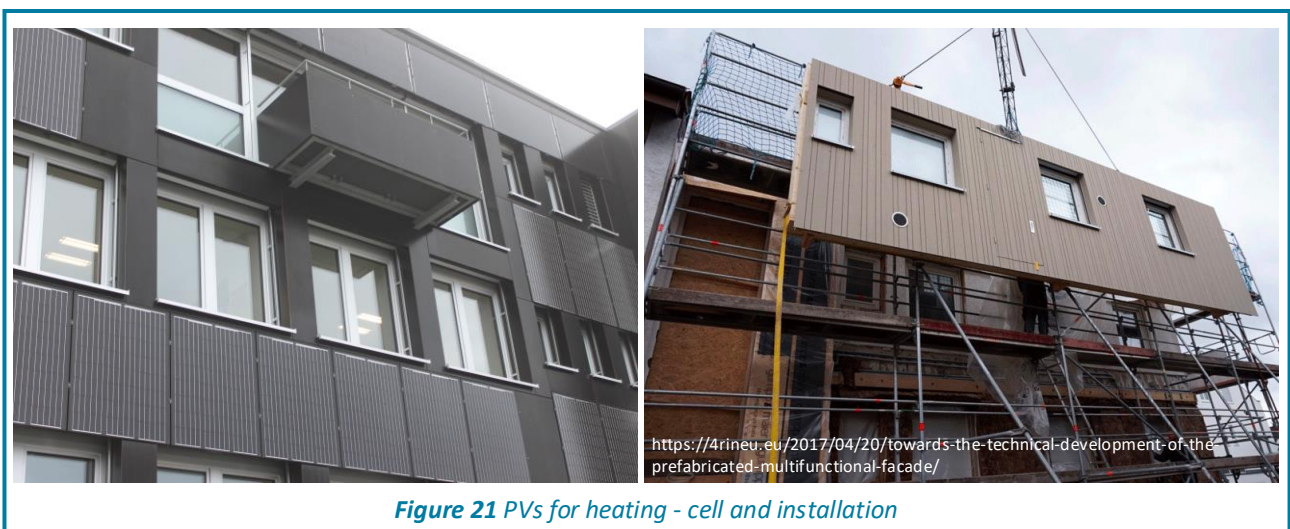 https://4rineu.eu/2017/04/20/towards-the-technical-development-of-the-
prefabricated-multifunctional-facade/
Figure 21 PVs for heating - cell and installation